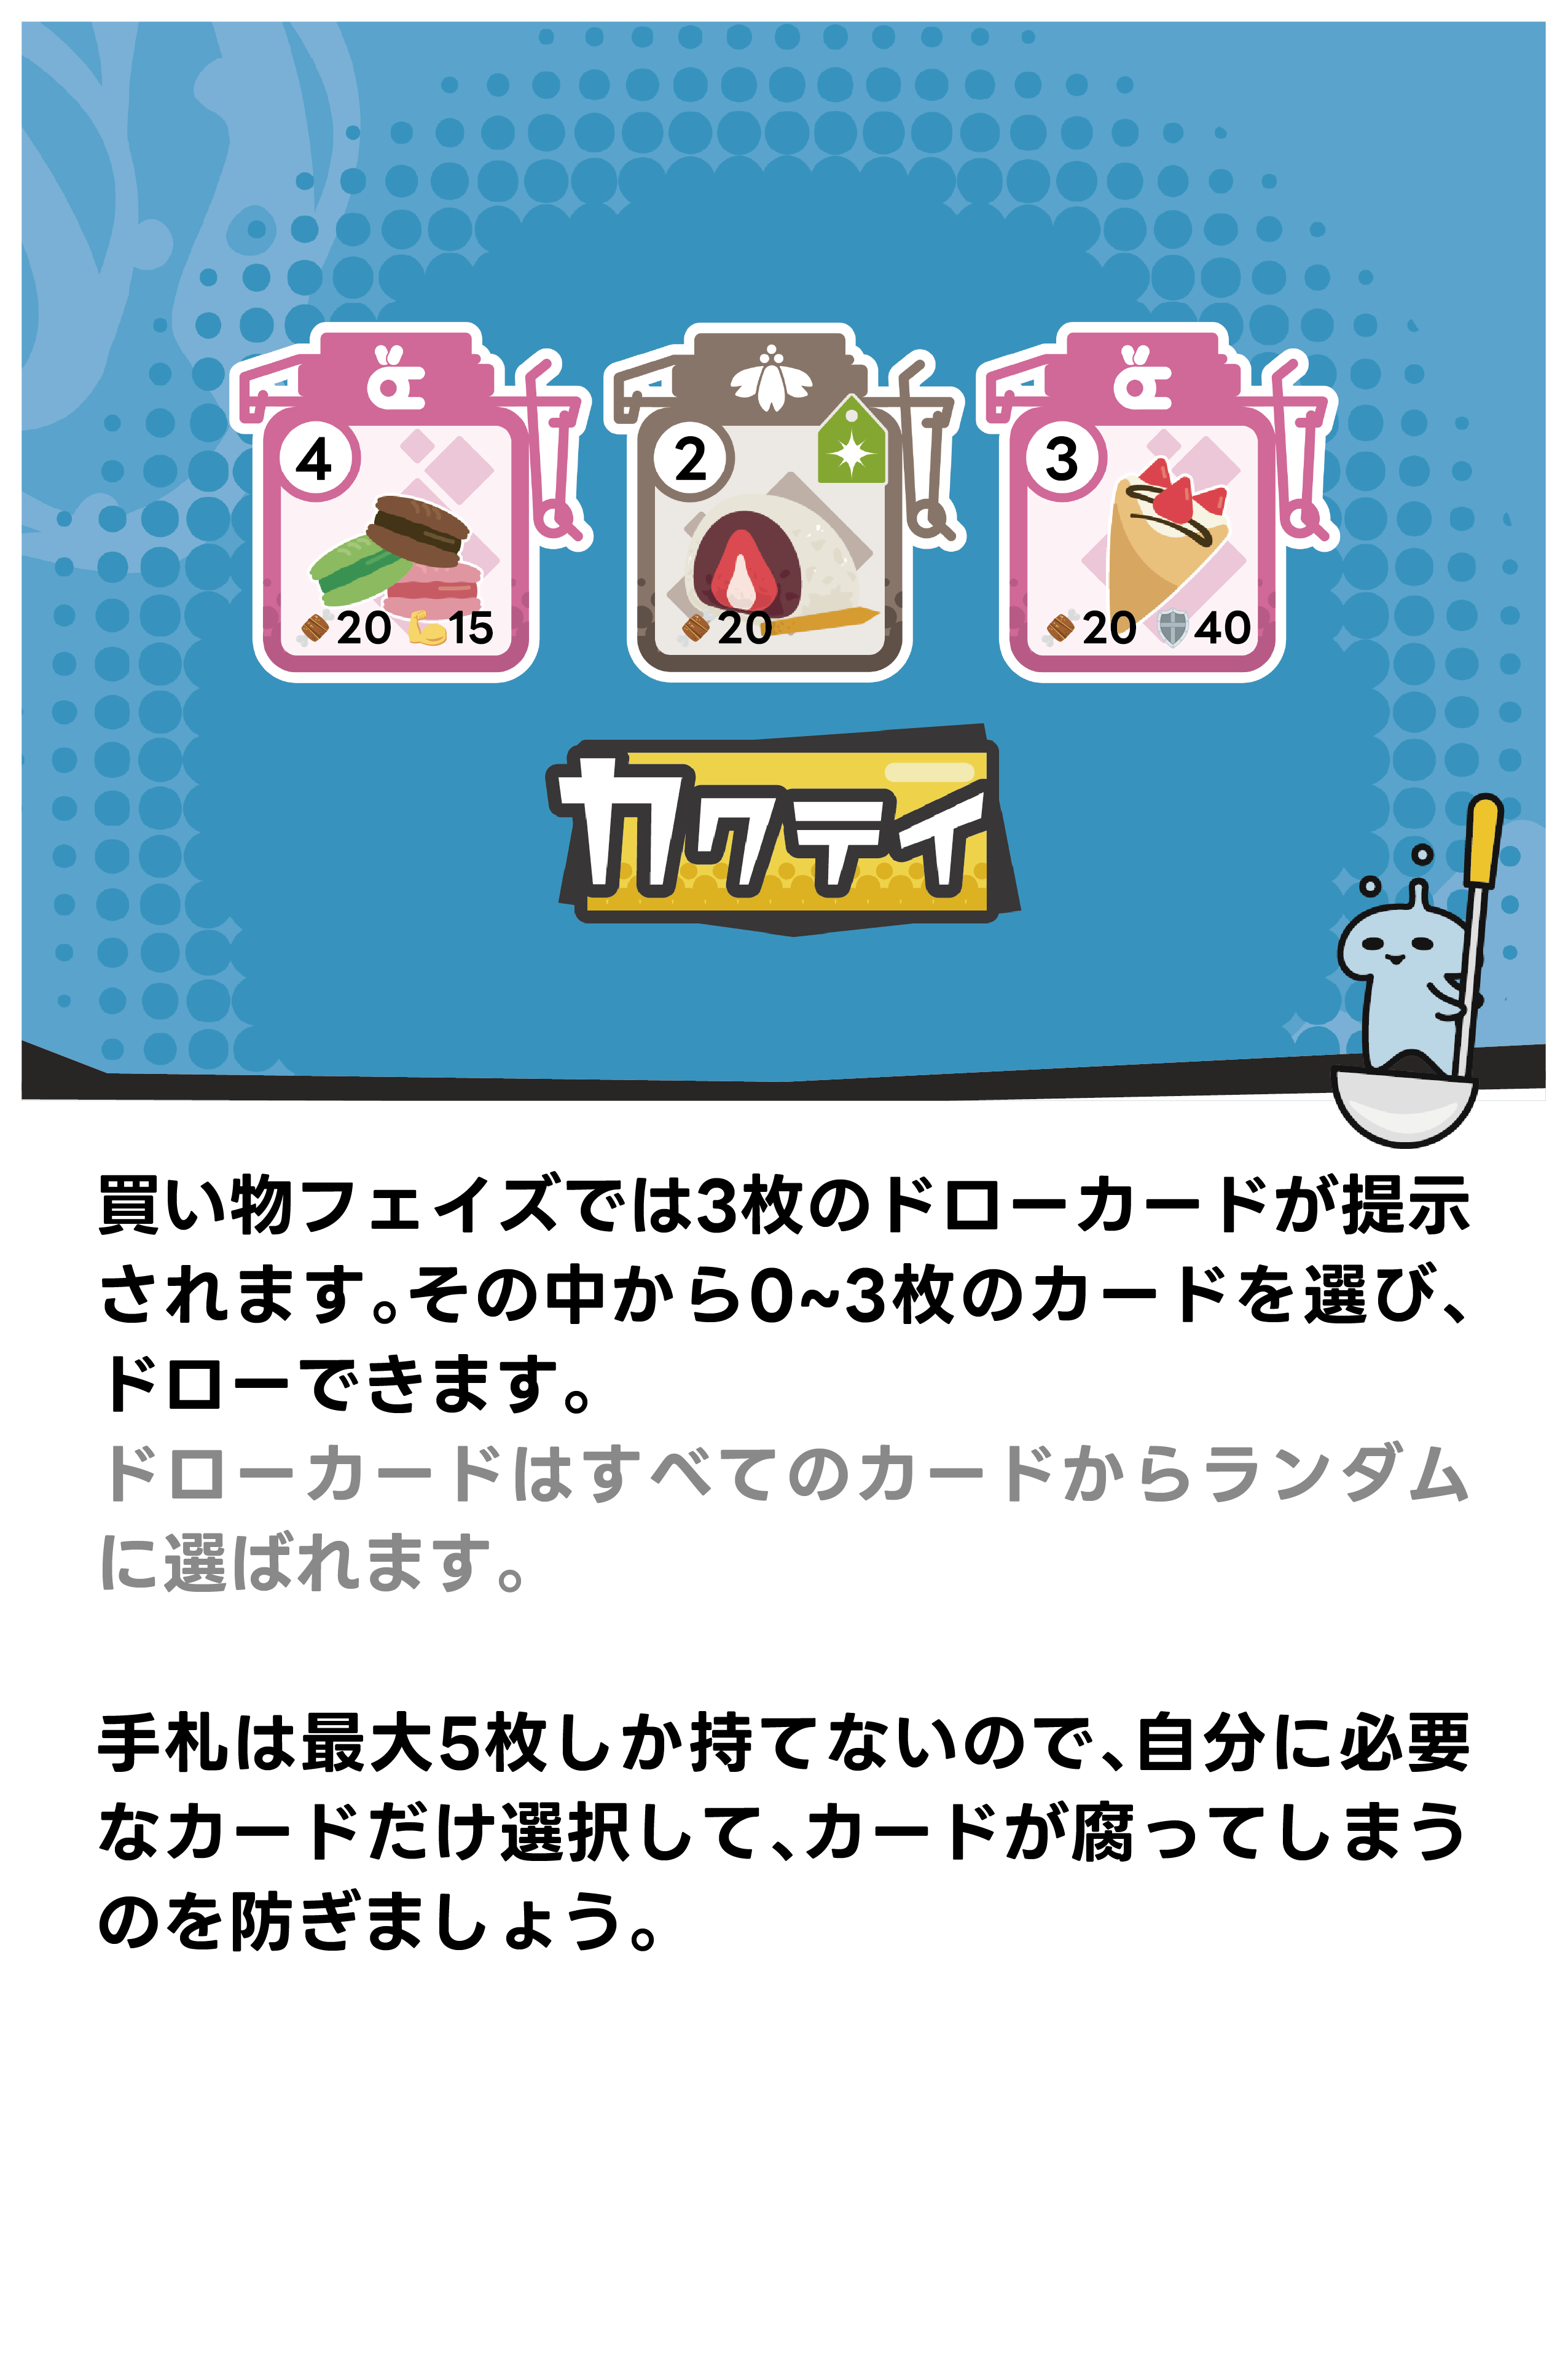 4
2
3
20 15
20
20 40
カクテイ
買い物フェイズでは3枚のドローカードが提示
されます。その中から0~3枚のカードを選び、
ドローできます。
ドローカードはすべてのカードからランダム
に選ばれます。
手札は最大5枚しか持てないので、自分に必要
なカードだけ選択して、カードが腐ってしまう
のを防ぎましょう。